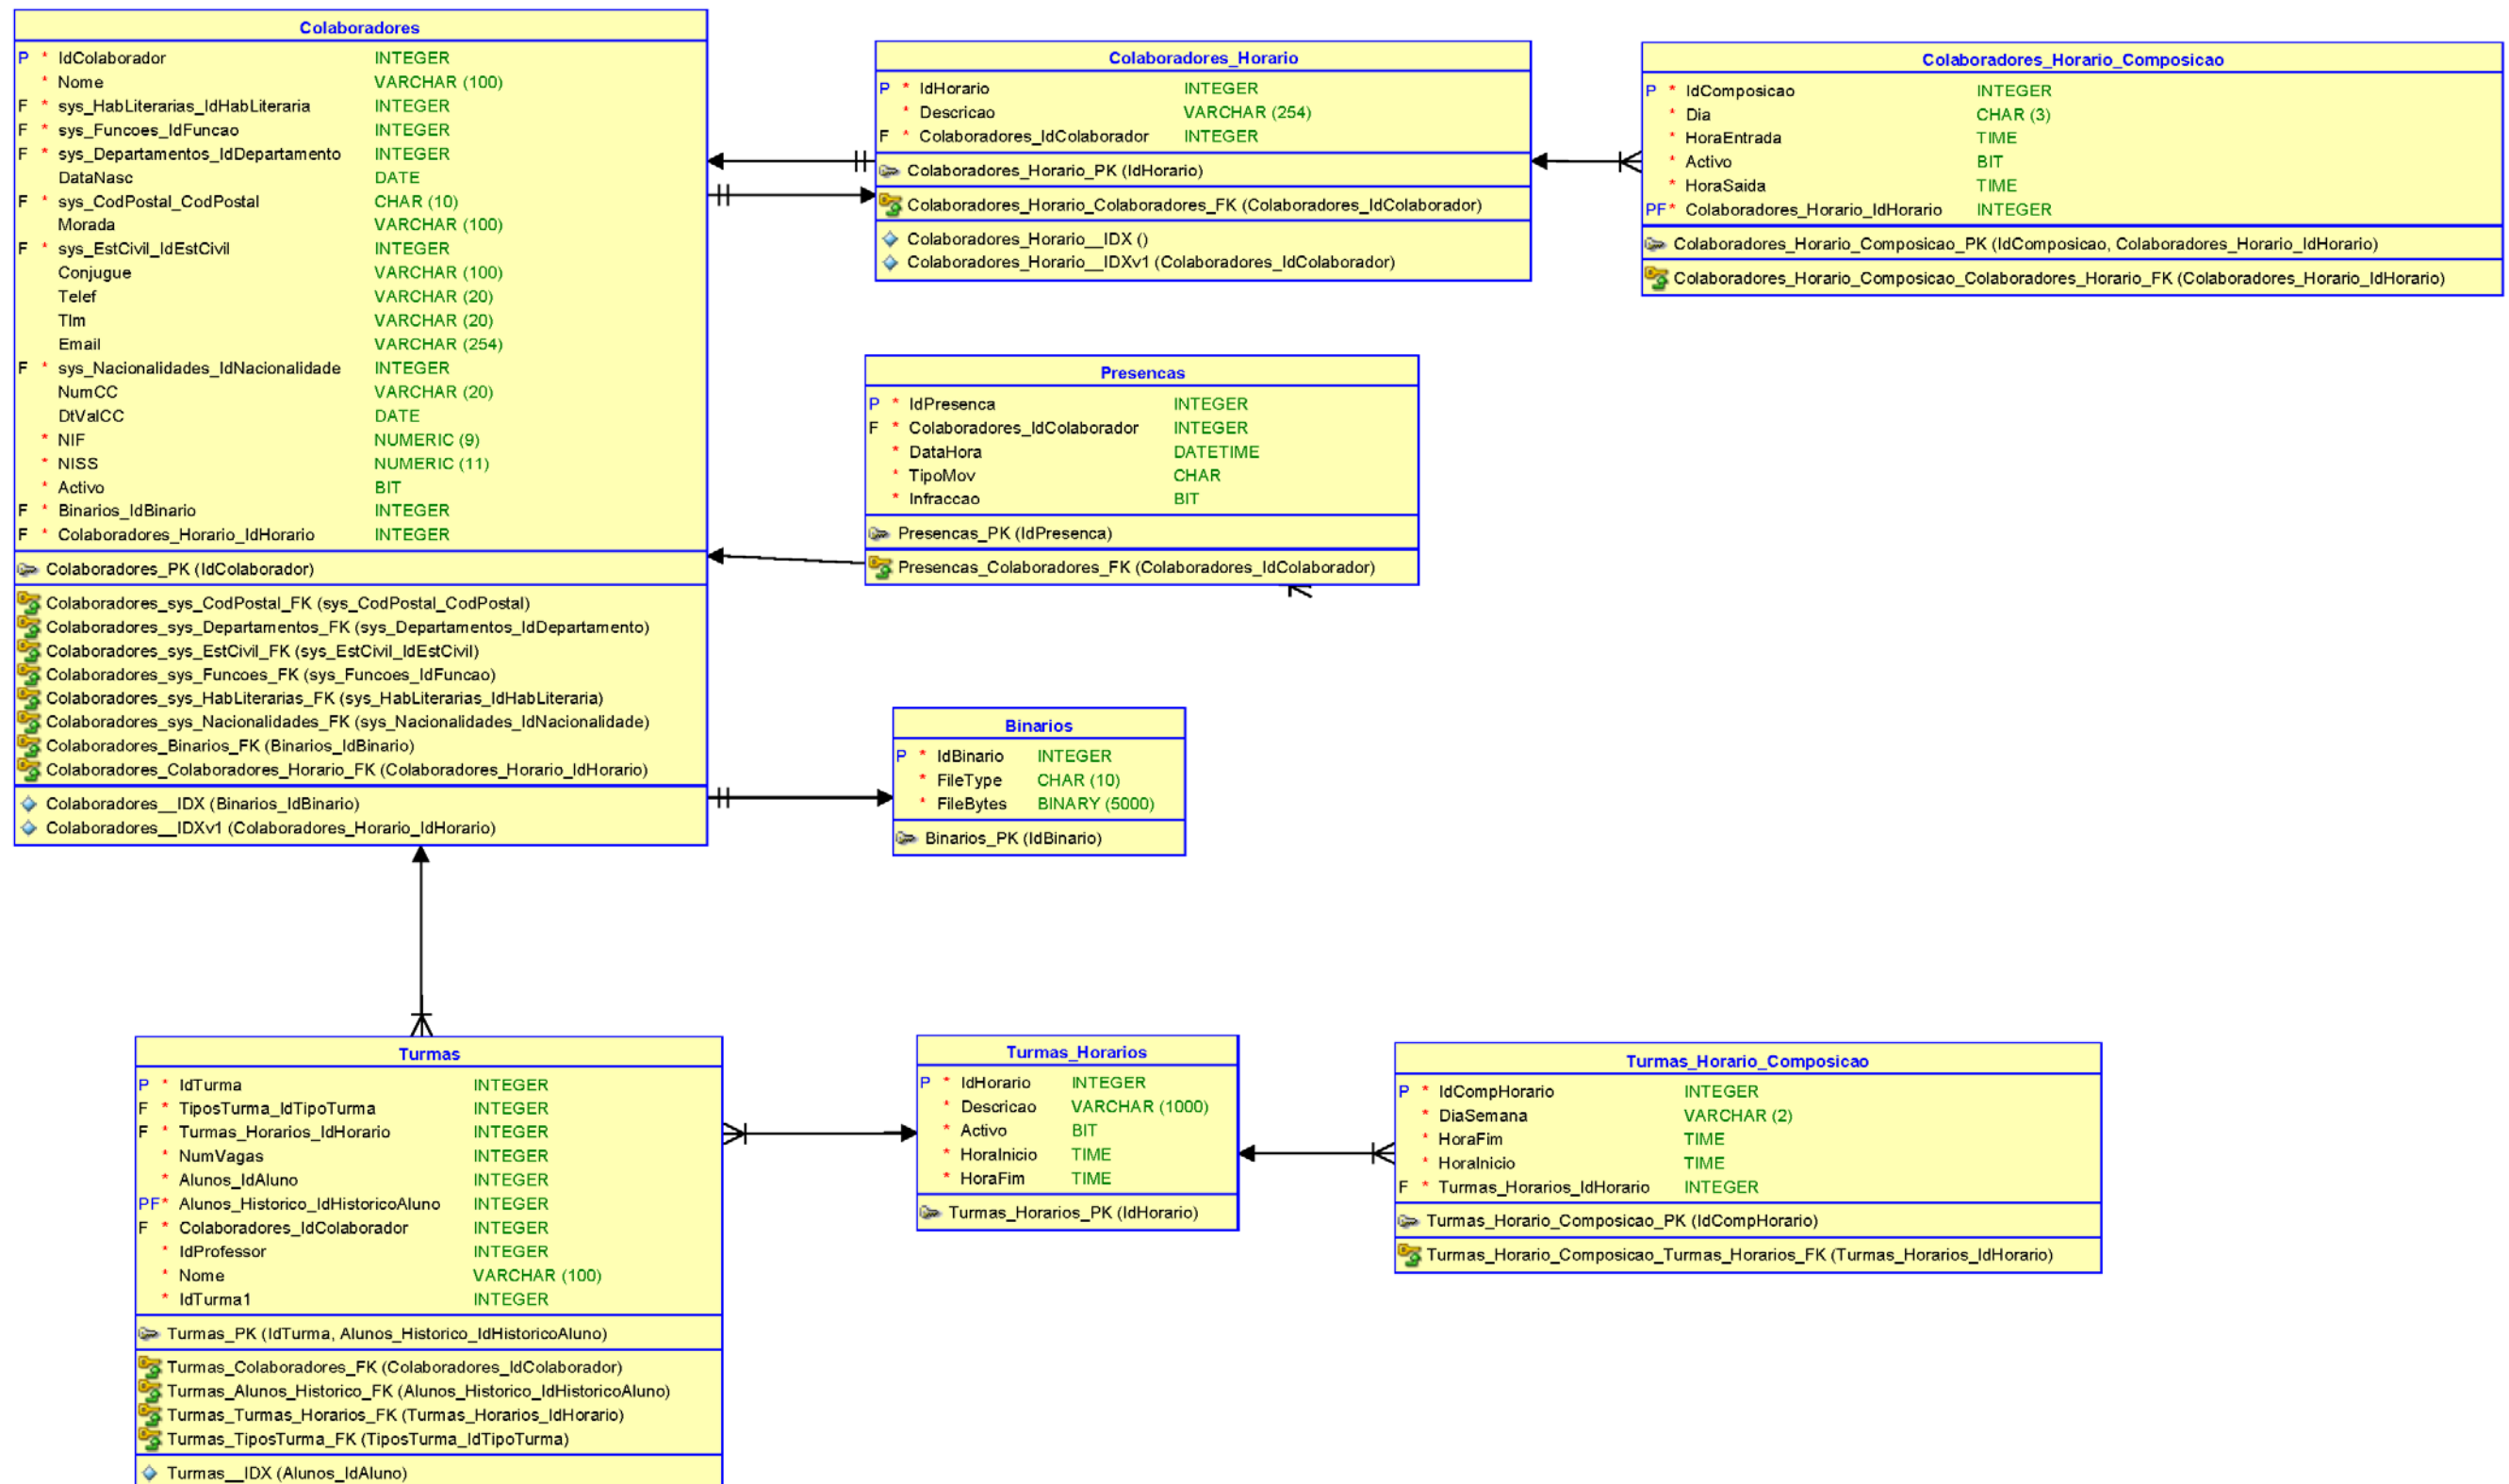 Colaboradores
P * IdColaborador INTEGER
* Nome VARCHAR (100)
F * sys_HabLiterarias_IdHabLiteraria INTEGER
F * sys_Funcoes_IdFuncao INTEGER
F * sys_Departamentos_IdDepartamento INTEGER
DataNasc DATE
F * sys_CodPostal_CodPostal CHAR (10)
Morada VARCHAR (100)
F * sys_EstCivil_IdEstCivil INTEGER
Conjugue VARCHAR (100)
Telef VARCHAR (20)
Tlm VARCHAR (20)
Email VARCHAR (254)
F * sys_Nacionalidades_IdNacionalidade INTEGER
NumCC VARCHAR (20)
DtValCC DATE
* NIF NUMERIC (9)
* NISS NUMERIC (11)
* Activo BIT
F * Binarios_IdBinario INTEGER
F * Colaboradores_Horario_IdHorario INTEGER
Colaboradores_PK (IdColaborador)
Colaboradores_sys_CodPostal_FK (sys_CodPostal_CodPostal)
Colaboradores_sys_Departamentos_FK (sys_Departamentos_IdDepartamento)
Colaboradores_sys_EstCivil_FK (sys_EstCivil_IdEstCivil)
Colaboradores_sys_Funcoes_FK (sys_Funcoes_IdFuncao)
Colaboradores_sys_HabLiterarias_FK (sys_HabLiterarias_IdHabLiteraria)
Colaboradores_sys_Nacionalidades_FK (sys_Nacionalidades_IdNacionalidade)
Colaboradores_Binarios_FK (Binarios_IdBinario)
Colaboradores_Colaboradores_Horario_FK (Colaboradores_Horario_IdHorario)
Colaboradores__IDX (Binarios_IdBinario)
Colaboradores__IDXv1 (Colaboradores_Horario_IdHorario)
Colaboradores_Horario
P * IdHorario INTEGER
* Descricao VARCHAR (254)
F * Colaboradores_IdColaborador INTEGER
Colaboradores_Horario_PK (IdHorario)
Colaboradores_Horario_Colaboradores_FK (Colaboradores_IdColaborador)
Colaboradores_Horario__IDX ()
Colaboradores_Horario__IDXv1 (Colaboradores_IdColaborador)
Colaboradores_Horario_Composicao
P * IdComposicao INTEGER
* Dia CHAR (3)
* HoraEntrada TIME
* Activo BIT
* HoraSaida TIME
PF* Colaboradores_Horario_IdHorario INTEGER
Colaboradores_Horario_Composicao_PK (IdComposicao, Colaboradores_Horario_IdHorario)
Colaboradores_Horario_Composicao_Colaboradores_Horario_FK (Colaboradores_Horario_IdHorario)
Presencas
P * IdPresenca INTEGER
F * Colaboradores_IdColaborador INTEGER
* DataHora DATETIME
* TipoMov CHAR
* Infraccao BIT
Presencas_PK (IdPresenca)
Presencas_Colaboradores_FK (Colaboradores_IdColaborador)
Binarios
P * IdBinario INTEGER
* FileType CHAR (10)
* FileBytes BINARY (5000)
Binarios_PK (IdBinario)
Turmas
P * IdTurma INTEGER
F * TiposTurma_IdTipoTurma INTEGER
F * Turmas_Horarios_IdHorario INTEGER
* NumVagas INTEGER
* Alunos_IdAluno INTEGER
PF* Alunos_Historico_IdHistoricoAluno INTEGER
F * Colaboradores_IdColaborador INTEGER
* IdProfessor INTEGER
* Nome VARCHAR (100)
* IdTurma1 INTEGER
Turmas_PK (IdTurma, Alunos_Historico_IdHistoricoAluno)
Turmas_Colaboradores_FK (Colaboradores_IdColaborador)
Turmas_Alunos_Historico_FK (Alunos_Historico_IdHistoricoAluno)
Turmas_Turmas_Horarios_FK (Turmas_Horarios_IdHorario)
Turmas_TiposTurma_FK (TiposTurma_IdTipoTurma)
Turmas__IDX (Alunos_IdAluno)
Turmas_Horarios
P * IdHorario INTEGER
* Descricao VARCHAR (1000)
* Activo BIT
* HoraInicio TIME
* HoraFim TIME
Turmas_Horarios_PK (IdHorario)
Turmas_Horario_Composicao
P * IdCompHorario INTEGER
* DiaSemana VARCHAR (2)
* HoraFim TIME
* HoraInicio TIME
F * Turmas_Horarios_IdHorario INTEGER
Turmas_Horario_Composicao_PK (IdCompHorario)
Turmas_Horario_Composicao_Turmas_Horarios_FK (Turmas_Horarios_IdHorario)